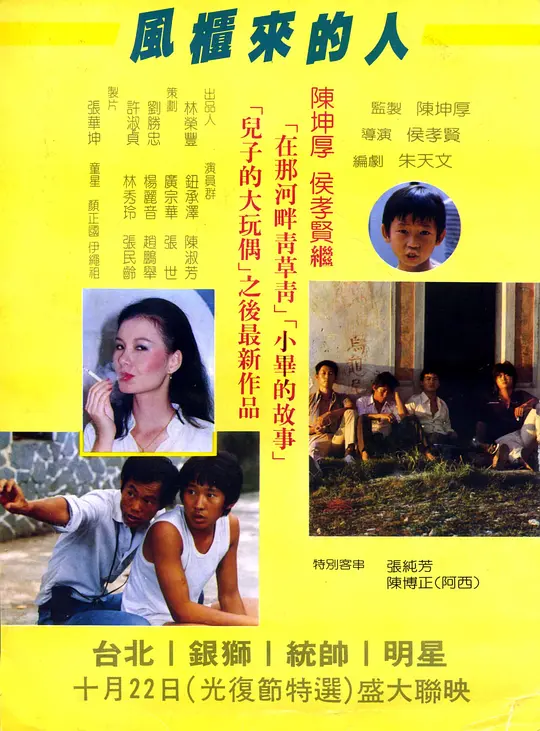 風櫃來的人
監製 陳坤厚
導演 侯孝賢
編劇 朱天文
陳坤厚 侯孝賢繼
「在那河畔青草青」「小畢的故事」
「兒子的大玩偶」之後最新作品
出品人
林榮豐
策劃
劉勝忠
許淑貞
製片
張華坤
演員群
鈕承澤 陳淑芳
廣宗華 張世
楊麗音 趙鵬舉
林秀玲 張民齡
童星 顏正國 伊繩祖
特別客串 張純芳
陳博正(阿西)
台北|銀獅|統帥|明星
十月22日(光復節特選)盛大聯映